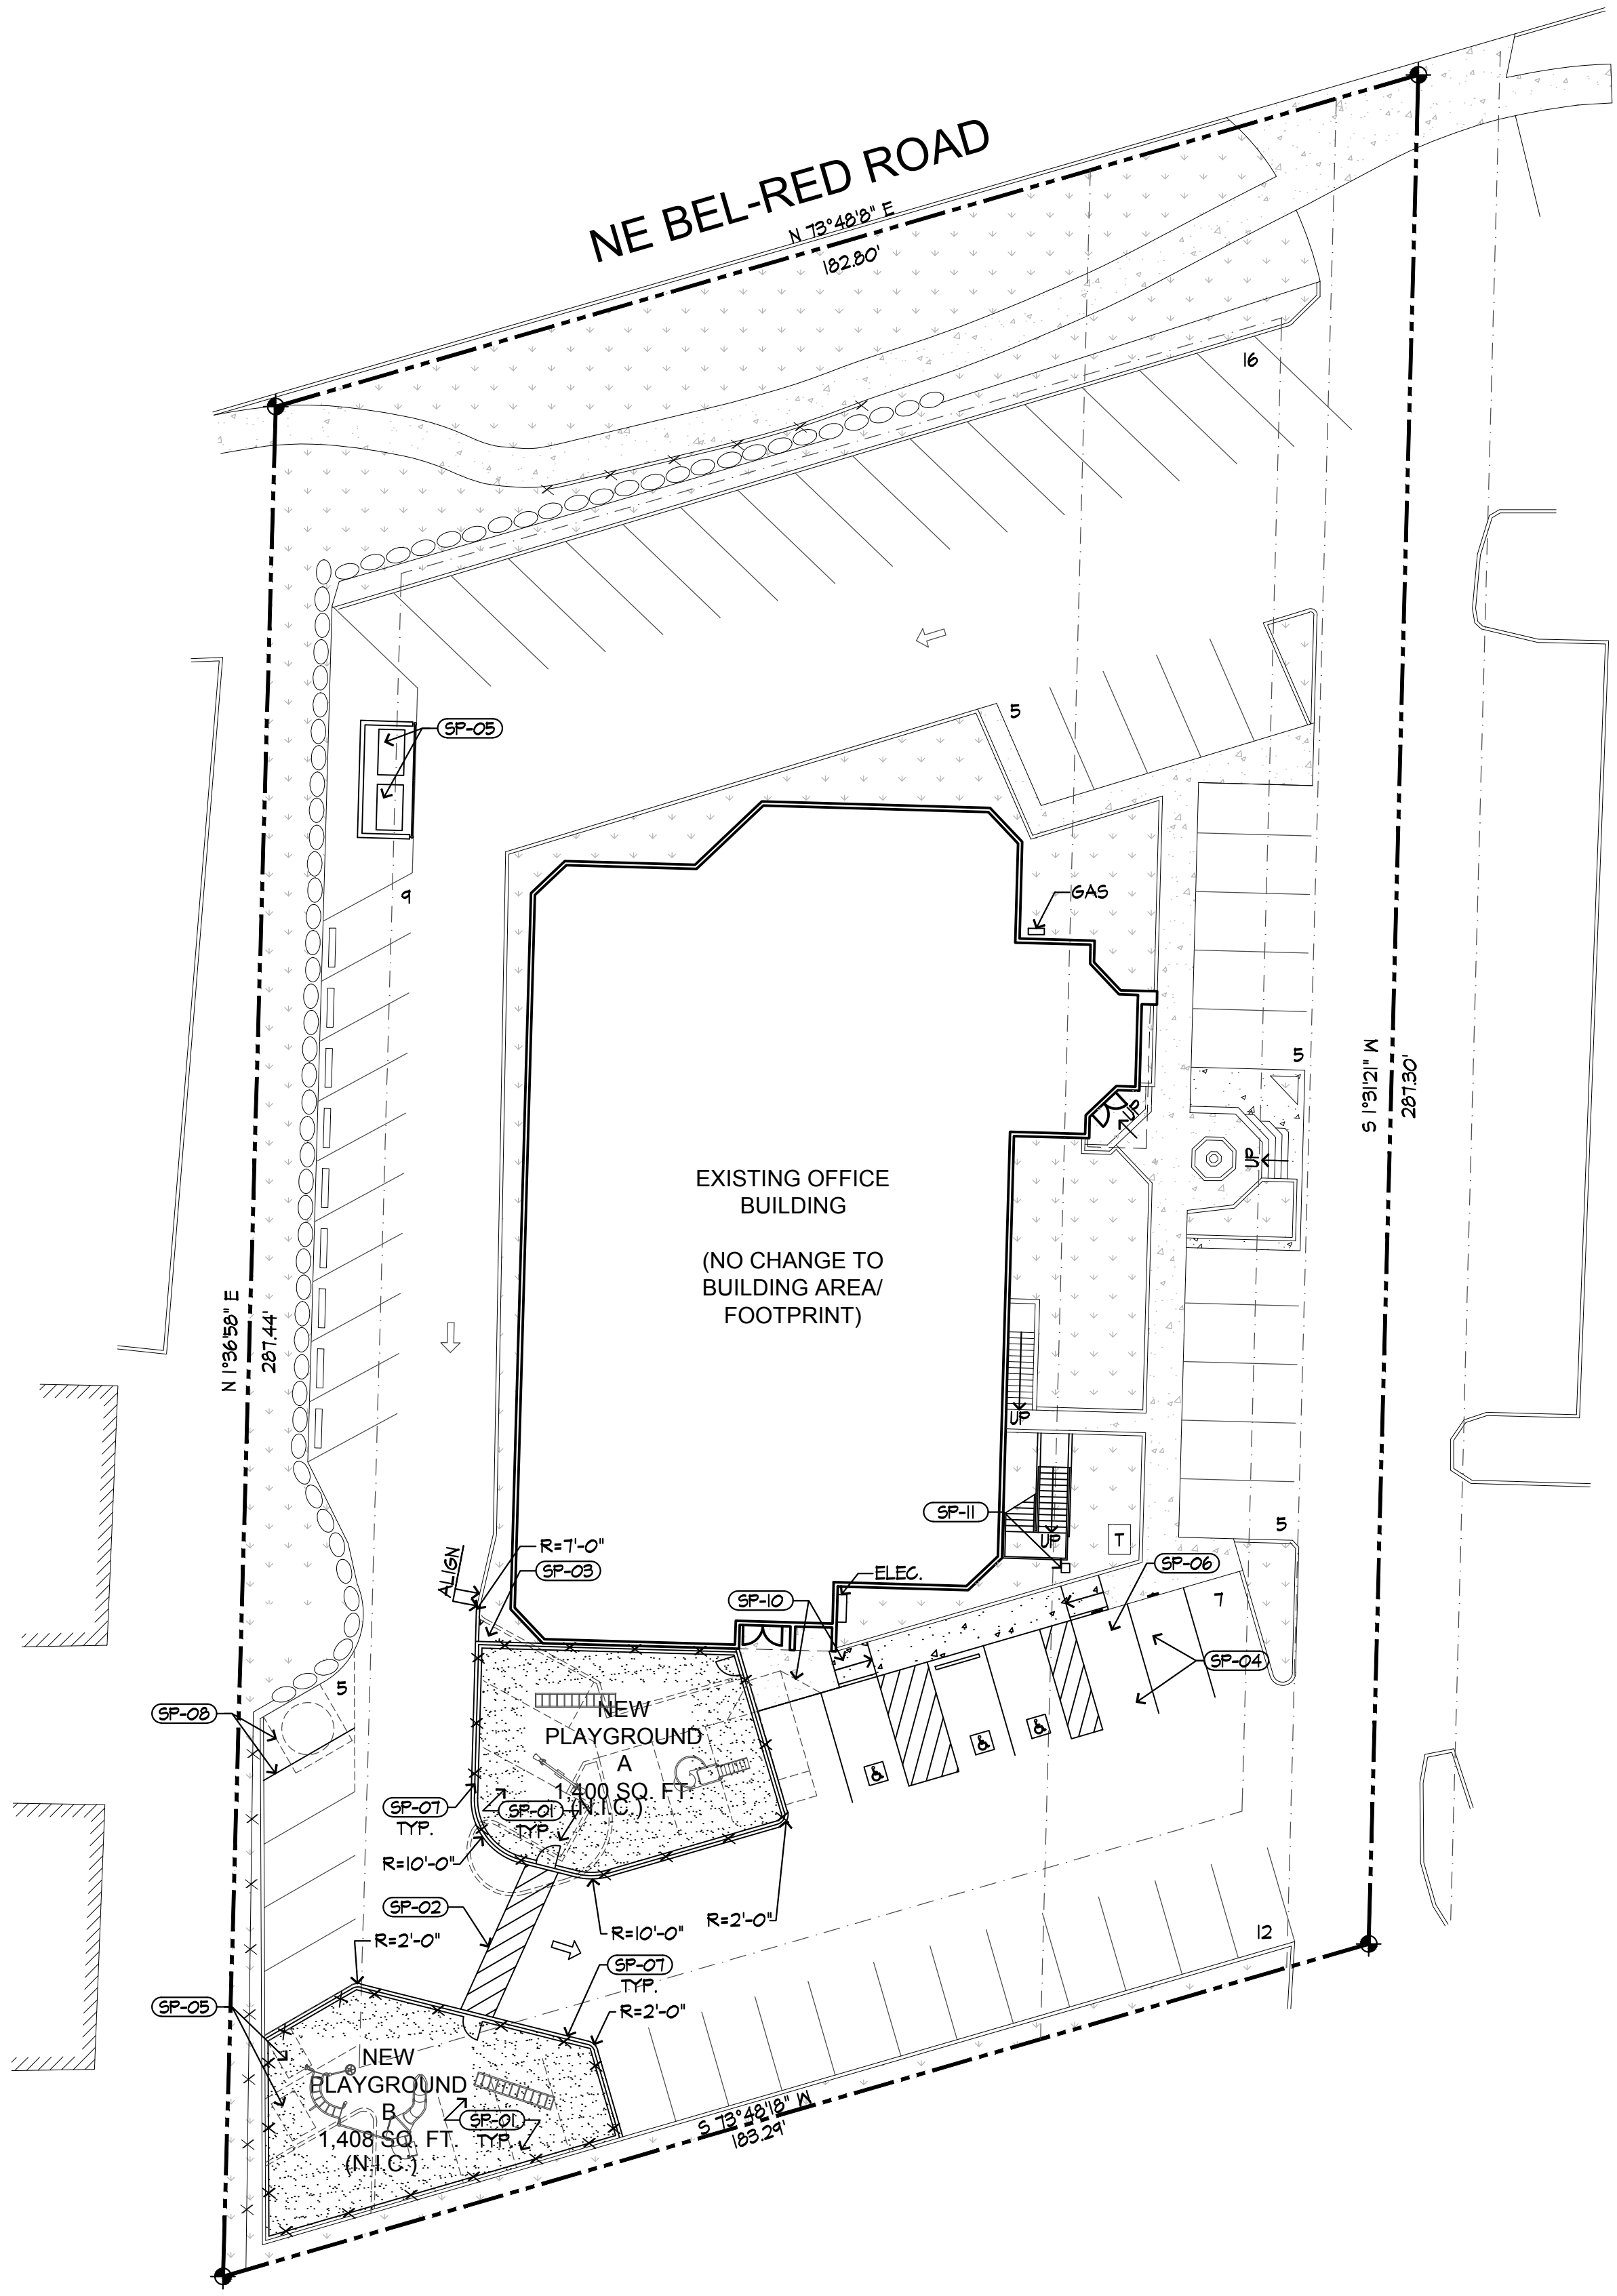 NE BEL-RED ROAD
N 73°48'8" E
182.80'
16
5
SP-05
9
GAS
5
S 1°31'21" W
287.30'
UP
UP
EXISTING OFFICE
BUILDING
(NO CHANGE TO
BUILDING AREA/
FOOTPRINT)
N 1°36'58" E
287.44'
UP
SP-11
UP
T
5
ALIGN
R=7'-0"
SP-03
ELEC.
SP-10
SP-06
7
SP-04
5
SP-08
NEW
PLAYGROUND
A
1,400 SQ. FT.
(N.I.C.)
SP-07
TYP.
SP-01
TYP.
R=10'-0"
SP-02
R=10'-0"
R=2'-0"
12
R=2'-0"
SP-07
TYP.
SP-05
R=2'-0"
NEW
PLAYGROUND
B
1,408 SQ. FT.
(N.I.C.)
SP-01
TYP.
S 73°48'18" W
183.29'